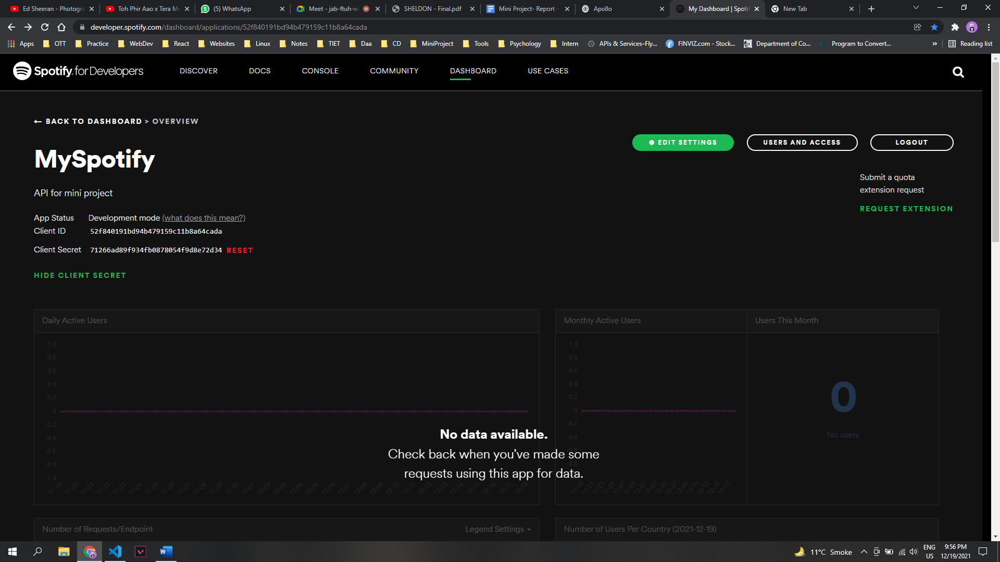 Ed Sheeran - Photogra
Toh Phir Aao x Tera Me
(5) WhatsApp
Meet - jab-ftuh-w
SHELDON - Final.pdf
Mini Project- Report -
Apollo
My Dashboard | Spoti
New Tab
developer.spotify.com/dashboard/applications/52f840191bd94b479159c11b8a64cada
Apps OTT Practice WebDev React Websites Linux Notes TIET Daa CD MiniProject Tools Psychology Intern APIs & Services–Fly... FINVIZ.com - Stock... Department of Co... Program to Convert... » Reading list
Spotify for Developers
DISCOVER DOCS CONSOLE COMMUNITY DASHBOARD USE CASES
← BACK TO DASHBOARD > OVERVIEW
EDIT SETTINGS USERS AND ACCESS LOGOUT
MySpotify
Submit a quota
extension request
REQUEST EXTENSION
API for mini project
App Status Development mode (what does this mean?)
Client ID 52f840191bd94b479159c11b8a64cada
Client Secret 71266ad89f934fb0878054f9d8e72d34 RESET
HIDE CLIENT SECRET
Daily Active Users
1.0
0.8
0.6
0.4
0.2
0
-0.2
-0.4
-0.6
-0.8
-1.0
11-19 11-20 11-21 11-22 11-23 11-24 11-25 11-26 11-27 11-28 11-29 11-30 12-01 12-02 12-03 12-04 12-05 12-06 12-07 12-08 12-09 12-10 12-11 12-12 12-13 12-14 12-15 12-16 12-17 12-18
Monthly Active Users
1.0
0.8
0.6
0.4
0.2
0
-0.2
-0.4
-0.6
-0.8
11-19 11-21 11-23 11-25 11-27 11-29 12-01 12-03 12-05 12-07 12-09 12-11 12-13 12-15 12-17
Users This Month
0
No users
No data available.
Check back when you've made some
requests using this app for data.
Number of Requests/Endpoint
Legend Settings
Number of Users Per Country (2021-12-19)
11°C Smoke
ENG
US
9:56 PM
12/19/2021